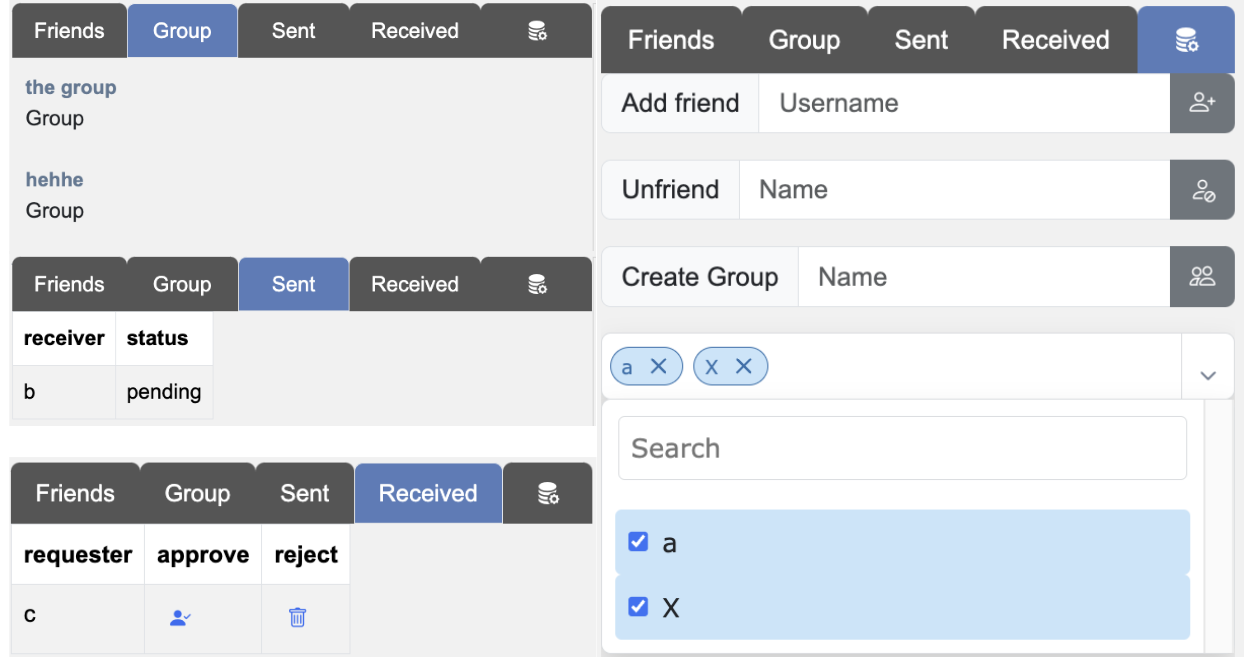 Friends Group Sent Received
the group
Group
hehhe
Group
Friends Group Sent Received
receiver status
b pending
Friends Group Sent Received
requester approve reject
c
Friends Group Sent Received
Add friend Username
Unfriend Name
Create Group Name
a X
Search
a
X